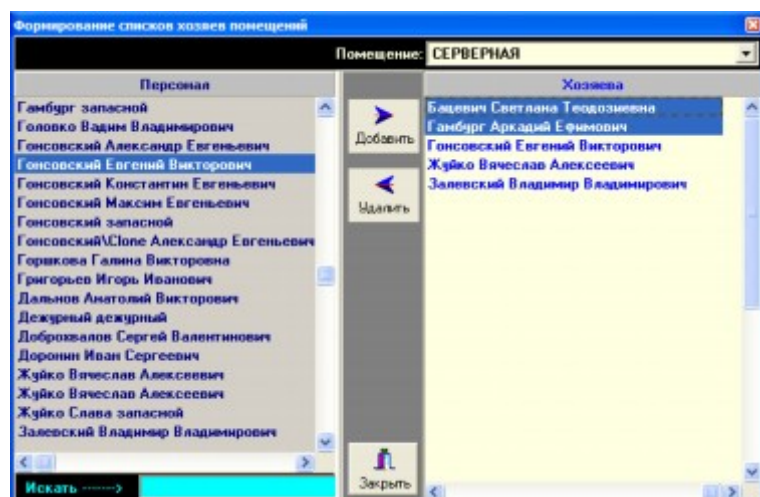 Формирование списков хозяев помещений
Помещение: СЕРВЕРНАЯ
Персонал
Гамбург запасной
Головко Вадим Владимирович
Гонсовский Александр Евгеньевич
Гонсовский Евгений Викторович
Гонсовский Константин Евгеньевич
Гонсовский Максим Евгеньевич
Гонсовский запасной
Гонсовский\Clone Александр Евгеньевич
Горшкова Галина Викторовна
Григорьев Игорь Иванович
Дальнов Анатолий Викторович
Дежурный дежурный
Доброхвалов Сергей Валентинович
Доронин Иван Сергеевич
Жуйко Вячеслав Алексеевич
Жуйко Вячеслав Алексеевич
Жуйко Слава запасной
Залевский Владимир Владимирович
Искать ------->
Добавить
Удалить
Закрыть
Хозяева
Бацевич Светлана Теодозиевна
Гамбург Аркадий Ефимович
Гонсовский Евгений Викторович
Жуйко Вячеслав Алексеевич
Залевский Владимир Владимирович